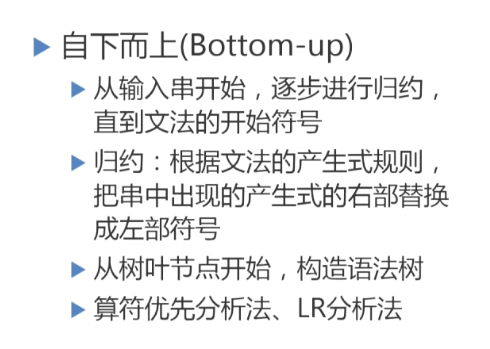 自下而上(Bottom-up)
从输入串开始，逐步进行归约，
直到文法的开始符号
归约：根据文法的产生式规则，
把串中出现的产生式的右部替换
成左部符号
从树叶节点开始，构造语法树
算符优先分析法、LR分析法